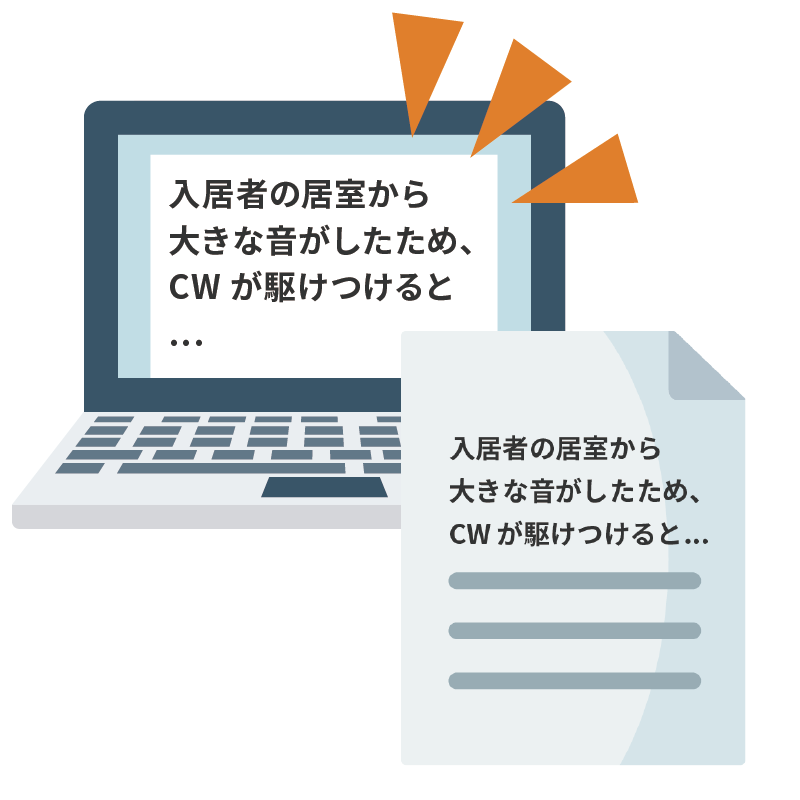 入居者の居室から
大きな音がしたため、
CW が駆けつけると
...
入居者の居室から
大きな音がしたため、
CW が駆けつけると...